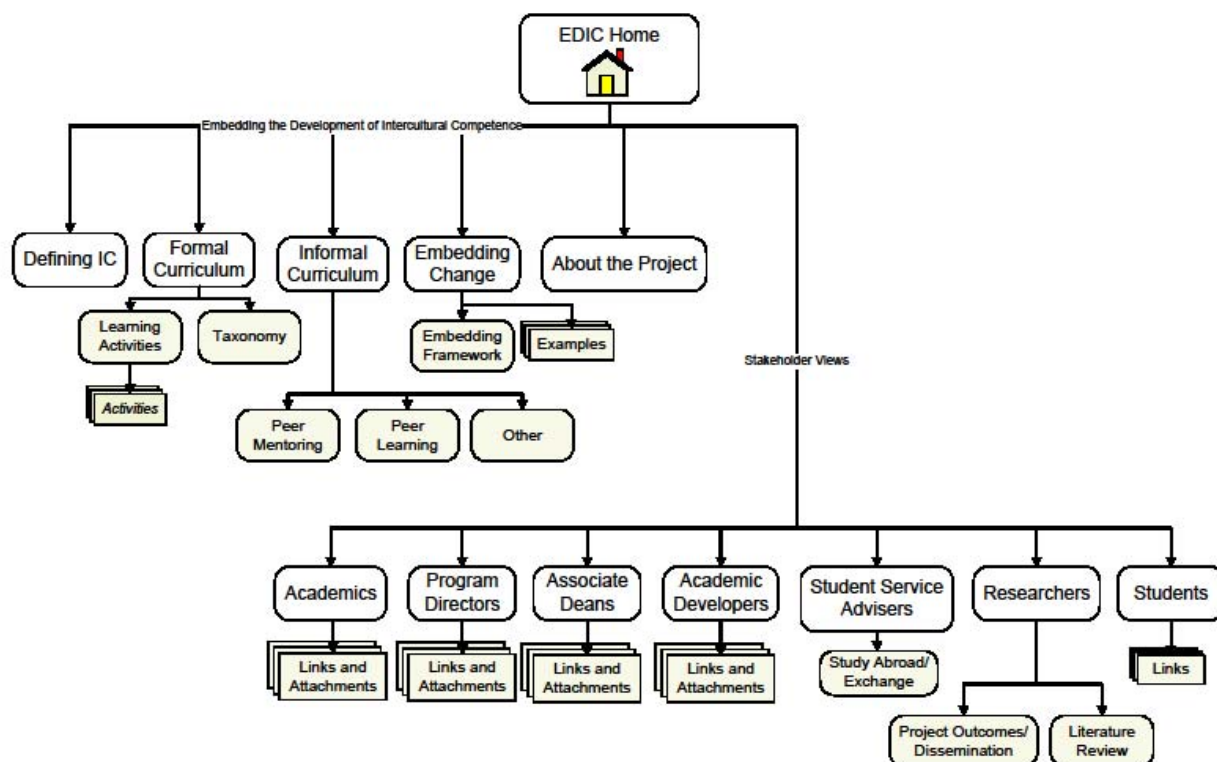 EDIC Home
Embedding the Development of Intercultural Competence
Defining IC
Formal
Curriculum
Informal
Curriculum
Embedding
Change
About the Project
Learning
Activities
Taxonomy
Embedding
Framework
Examples
Activities
Peer
Mentoring
Peer
Learning
Other
Stakeholder Views
Academics
Program
Directors
Associate
Deans
Academic
Developers
Student Service
Advisers
Researchers
Students
Links and
Attachments
Links and
Attachments
Links and
Attachments
Links and
Attachments
Study Abroad/
Exchange
Links
Project Outcomes/
Dissemination
Literature
Review